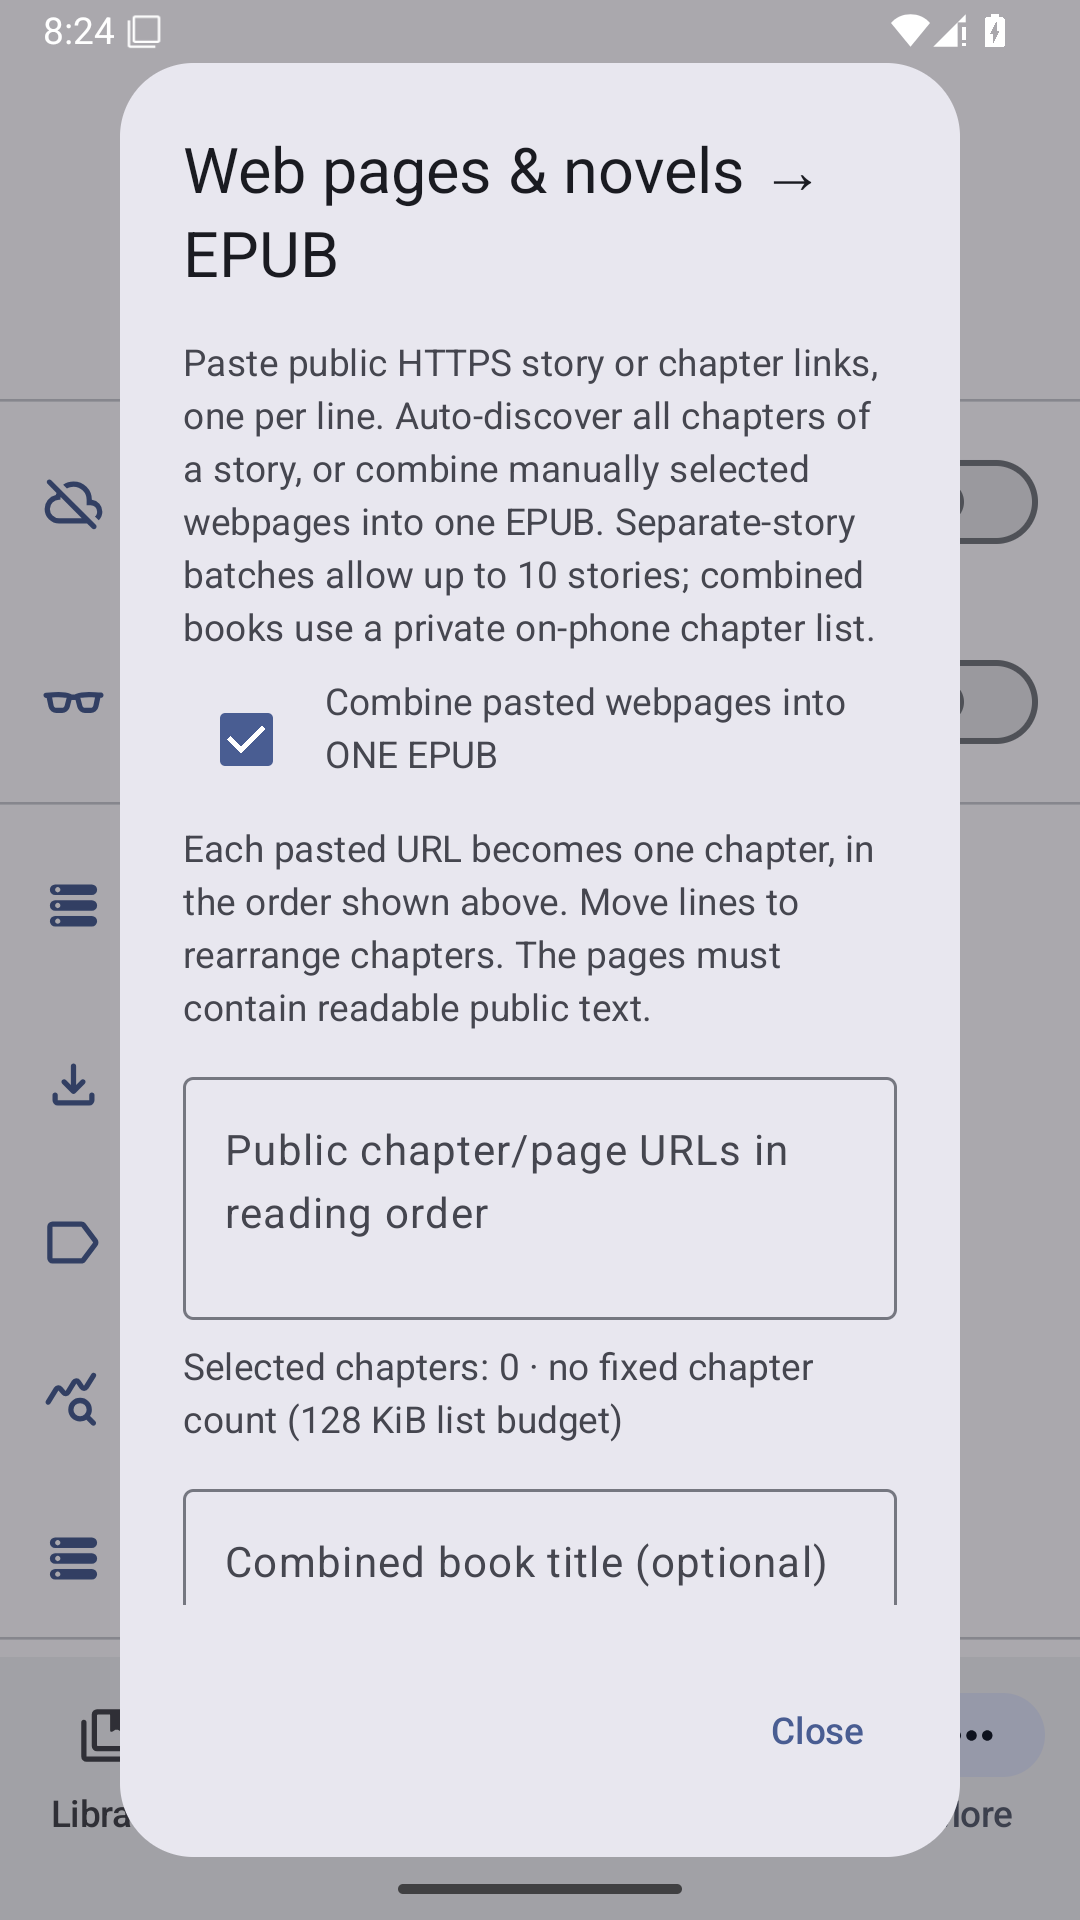 8:24
Web pages & novels →
EPUB
Paste public HTTPS story or chapter links,
one per line. Auto-discover all chapters of
a story, or combine manually selected
webpages into one EPUB. Separate-story
batches allow up to 10 stories; combined
books use a private on-phone chapter list.
Combine pasted webpages into
ONE EPUB
Each pasted URL becomes one chapter, in
the order shown above. Move lines to
rearrange chapters. The pages must
contain readable public text.
Public chapter/page URLs in
reading order
Selected chapters: 0 · no fixed chapter
count (128 KiB list budget)
Combined book title (optional)
Close